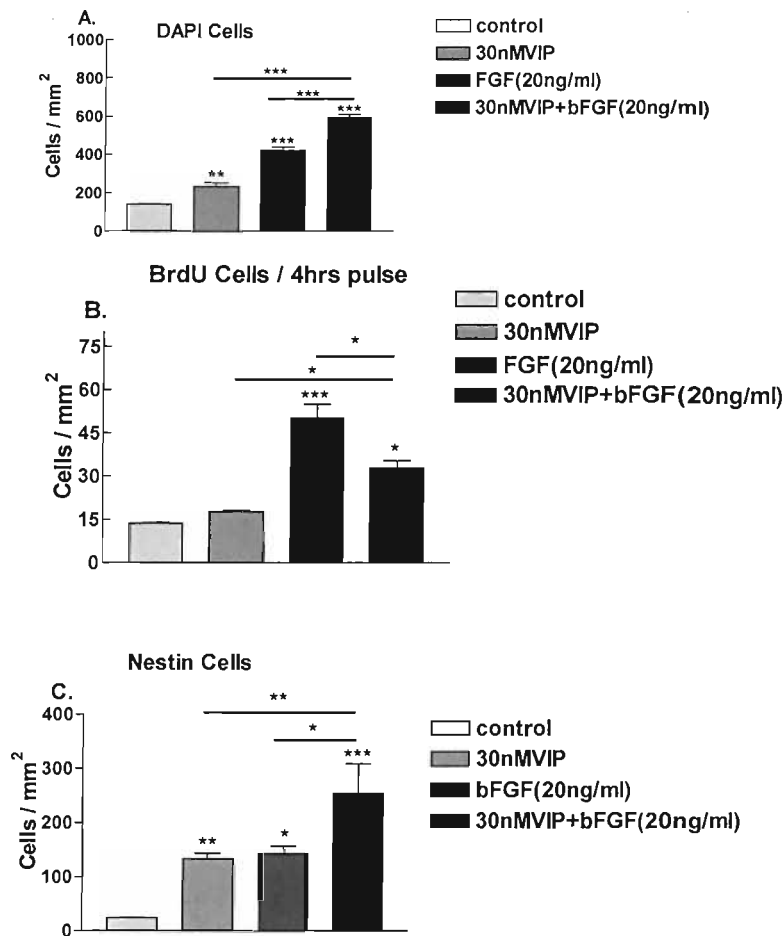 A.
DAPI Cells
control
30nMVIP
FGF(20ng/ml)
30nMVIP+bFGF(20ng/ml)
Cells / mm2
1000
800
600
400
200
0
**
***
***
***
***
BrdU Cells / 4hrs pulse
B.
control
30nMVIP
FGF(20ng/ml)
30nMVIP+bFGF(20ng/ml)
Cells / mm2
75
60
45
30
15
0
*
*
***
*
Nestin Cells
C.
control
30nMVIP
bFGF(20ng/ml)
30nMVIP+bFGF(20ng/ml)
Cells / mm2
400
300
200
100
0
**
*
***
**
*